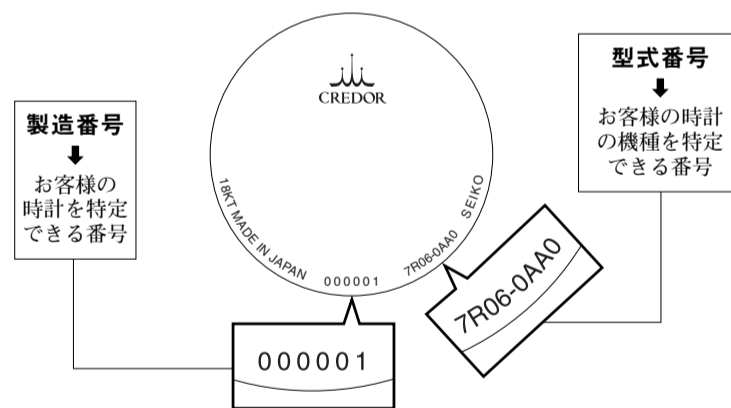 製造番号
⬇
お客様の
時計を特定
できる番号
CREDOR
18KT MADE IN JAPAN
000001
7R06-0AA0
SEIKO
000001
7R06-0AA0
型式番号
⬇
お客様の時計
の機種を特定
できる番号